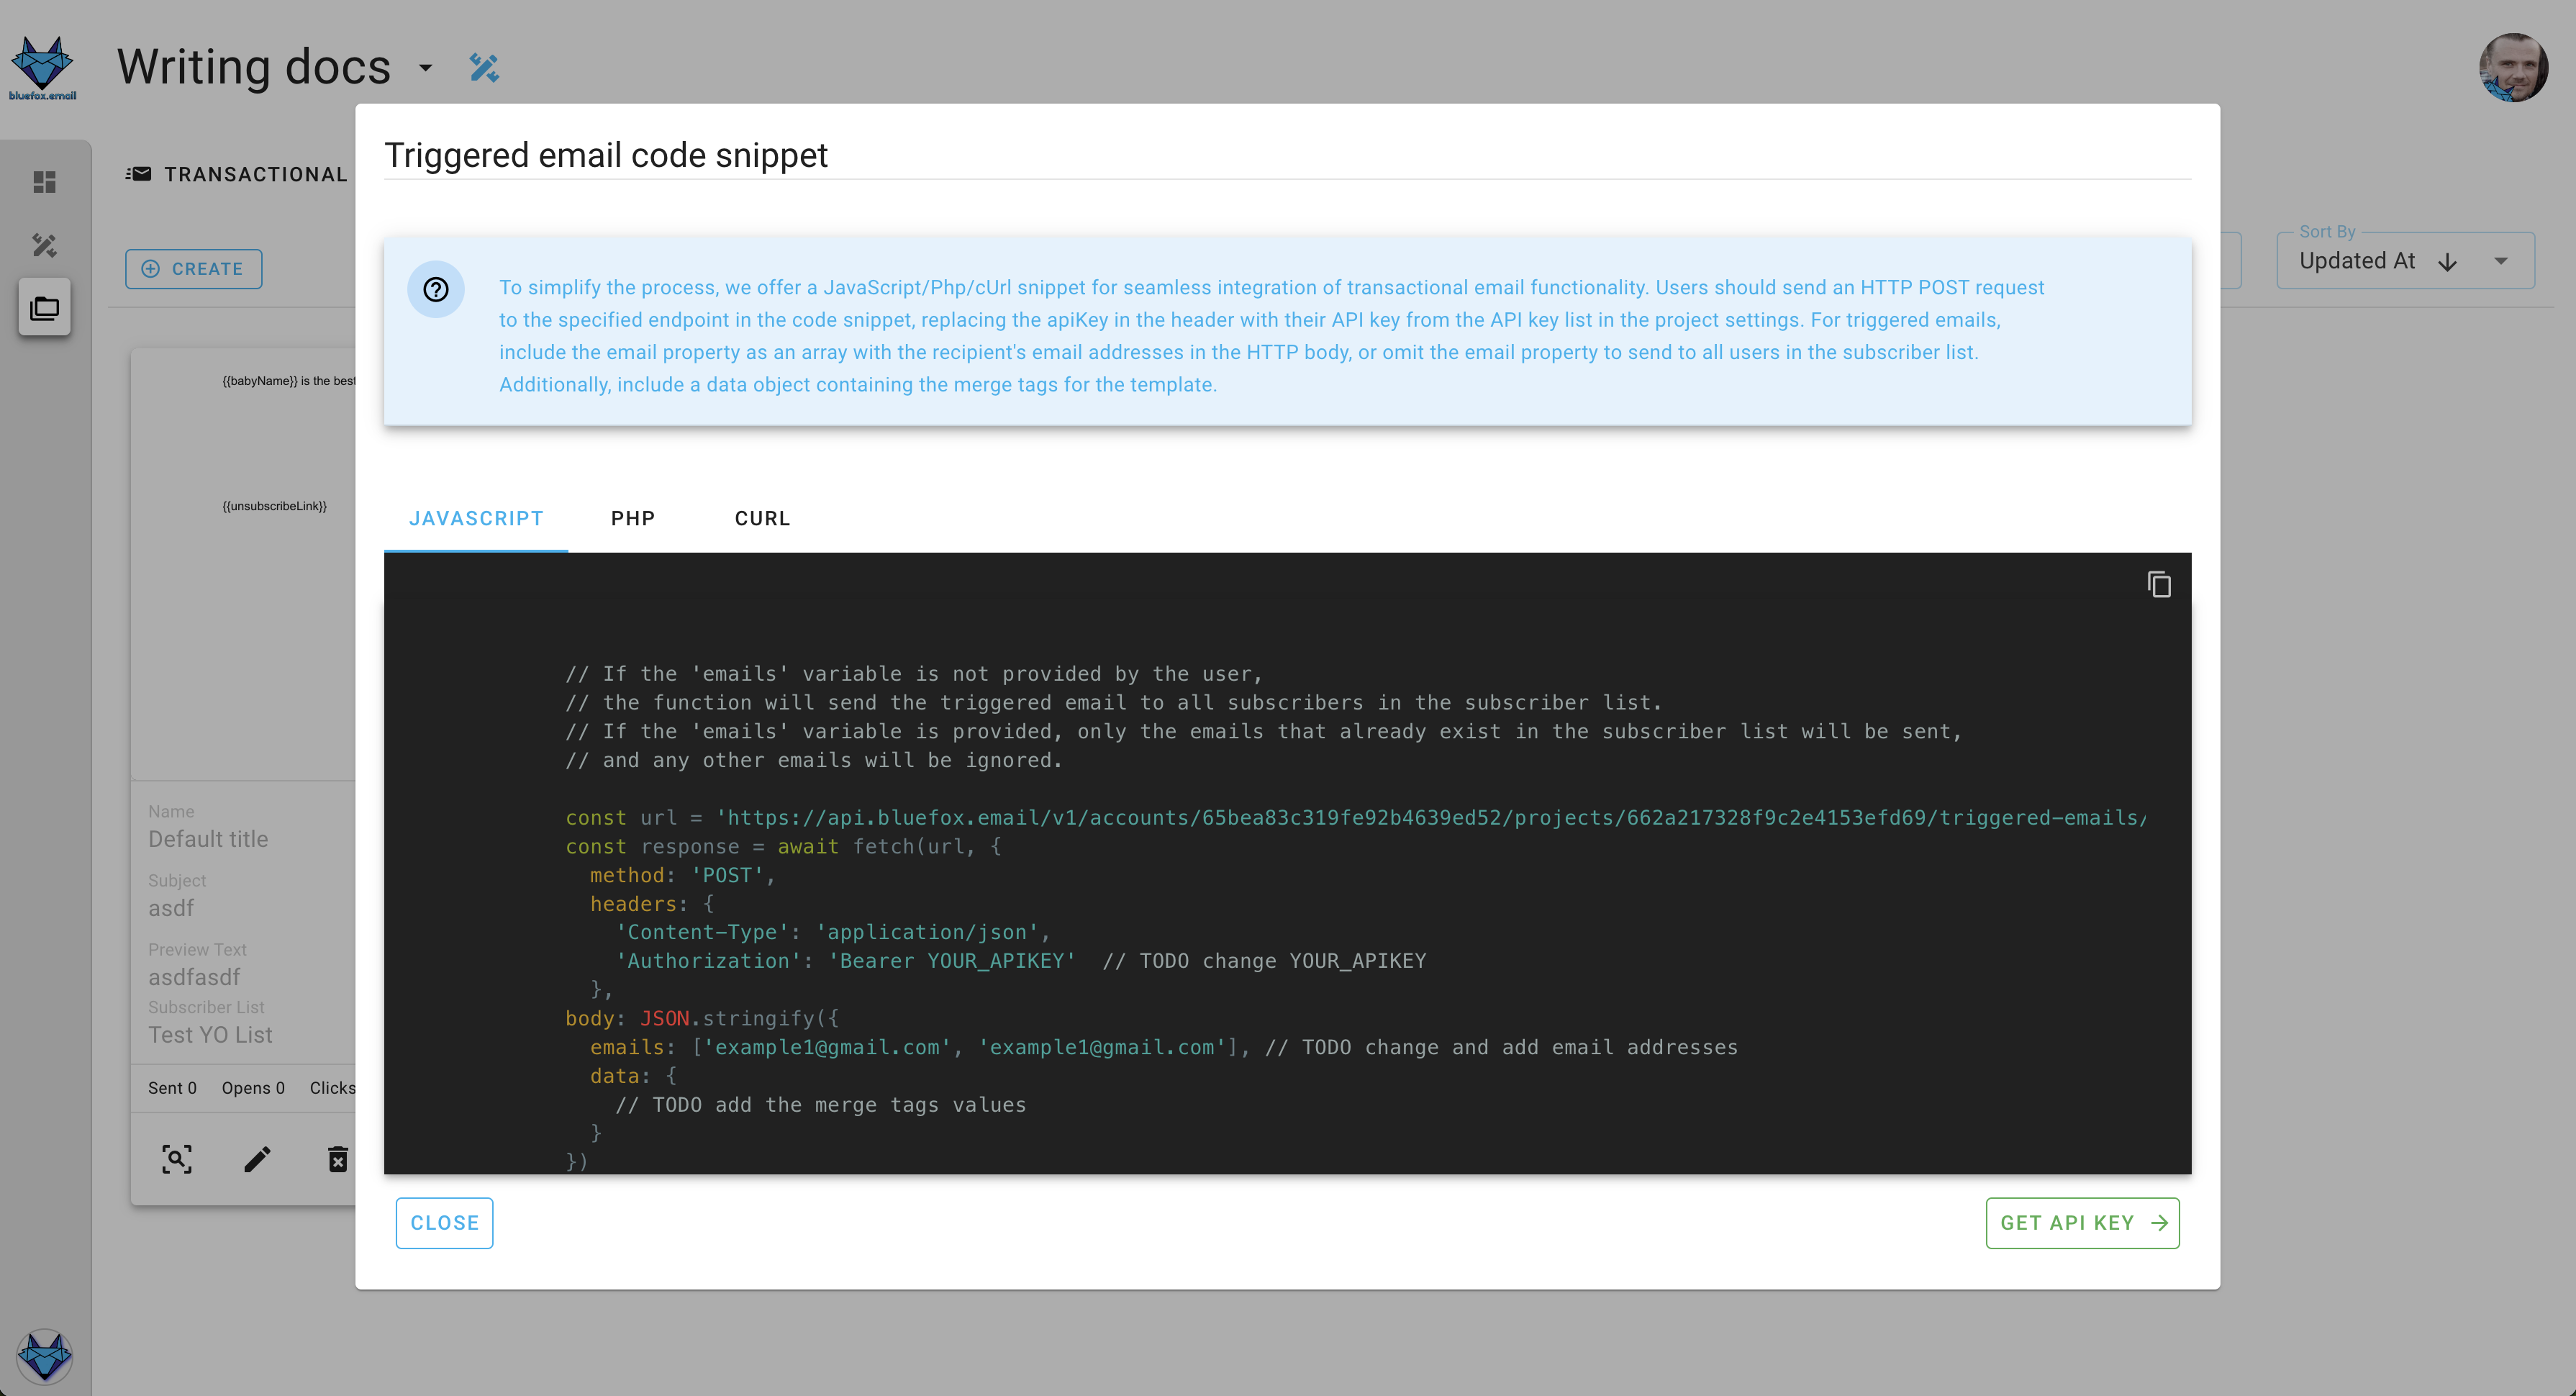 bluefox.email
Writing docs
TRANSACTIONAL
CREATE
Sort By
Updated At
{{babyName}} is the best
{{unsubscribeLink}}
Name
Default title
Subject
asdf
Preview Text
asdfasdf
Subscriber List
Test YO List
Sent 0 Opens 0 Clicks
Triggered email code snippet
To simplify the process, we offer a JavaScript/Php/cUrl snippet for seamless integration of transactional email functionality. Users should send an HTTP POST request
to the specified endpoint in the code snippet, replacing the apiKey in the header with their API key from the API key list in the project settings. For triggered emails,
include the email property as an array with the recipient's email addresses in the HTTP body, or omit the email property to send to all users in the subscriber list.
Additionally, include a data object containing the merge tags for the template.
JAVASCRIPT PHP CURL
// If the 'emails' variable is not provided by the user,
// the function will send the triggered email to all subscribers in the subscriber list.
// If the 'emails' variable is provided, only the emails that already exist in the subscriber list will be sent,
// and any other emails will be ignored.
const url = 'https://api.bluefox.email/v1/accounts/65bea83c319fe92b4639ed52/projects/662a217328f9c2e4153efd69/triggered-emails/
const response = await fetch(url, {
method: 'POST',
headers: {
'Content-Type': 'application/json',
'Authorization': 'Bearer YOUR_APIKEY' // TODO change YOUR_APIKEY
},
body: JSON.stringify({
emails: ['example1@gmail.com', 'example1@gmail.com'], // TODO change and add email addresses
data: {
// TODO add the merge tags values
}
})
CLOSE
GET API KEY